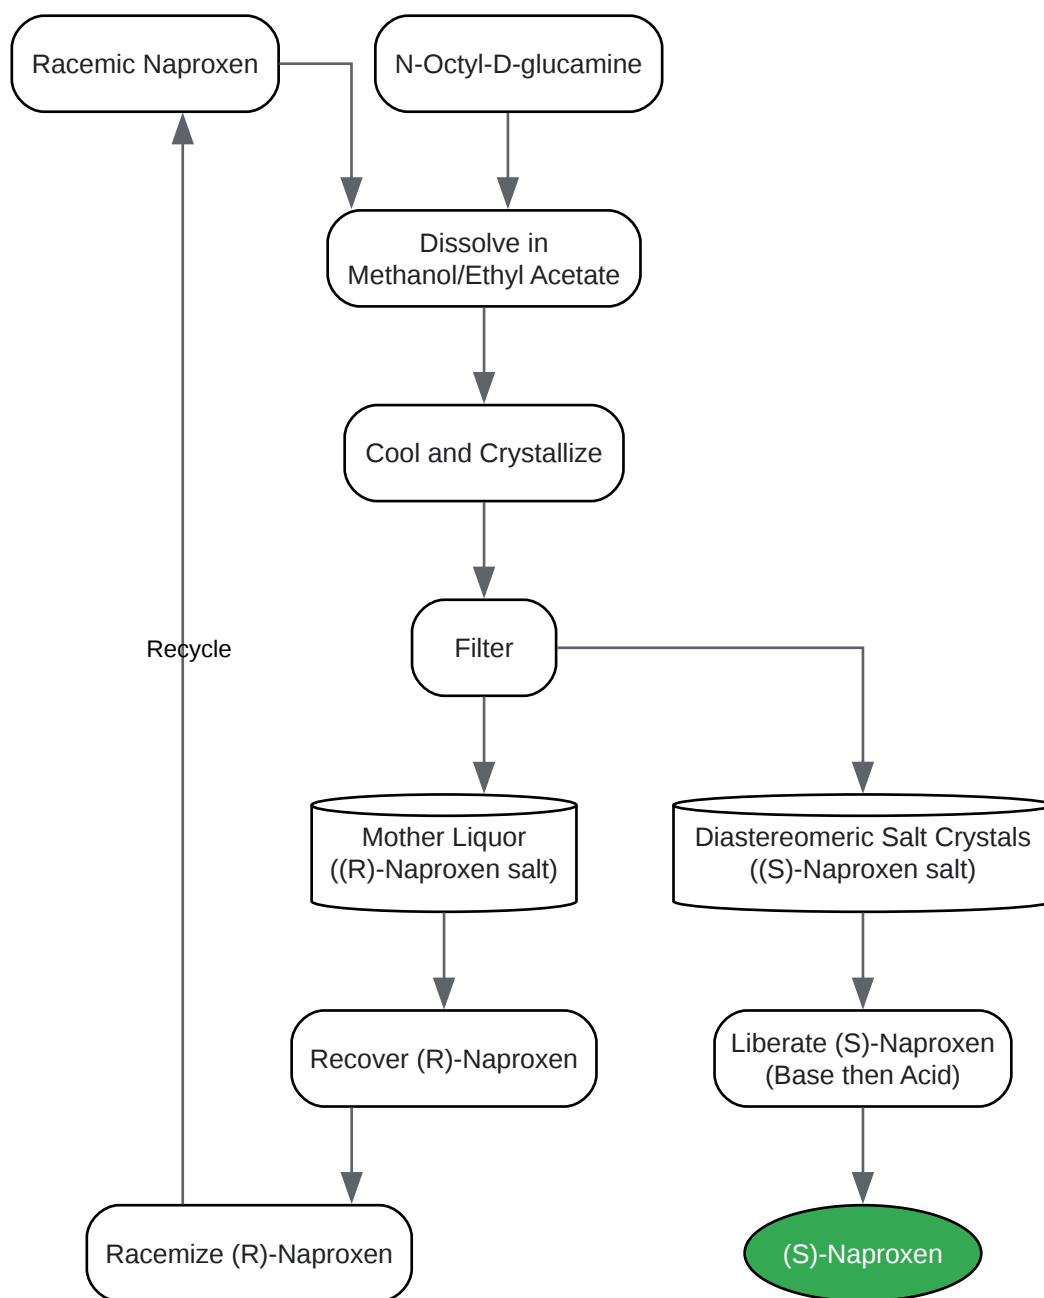 Racemic Naproxen
N-Octyl-D-glucamine
Dissolve in
Methanol/Ethyl Acetate
Cool and Crystallize
Recycle
Filter
Mother Liquor
((R)-Naproxen salt)
Diastereomeric Salt Crystals
((S)-Naproxen salt)
Recover (R)-Naproxen
Liberate (S)-Naproxen
(Base then Acid)
Racemize (R)-Naproxen
(S)-Naproxen